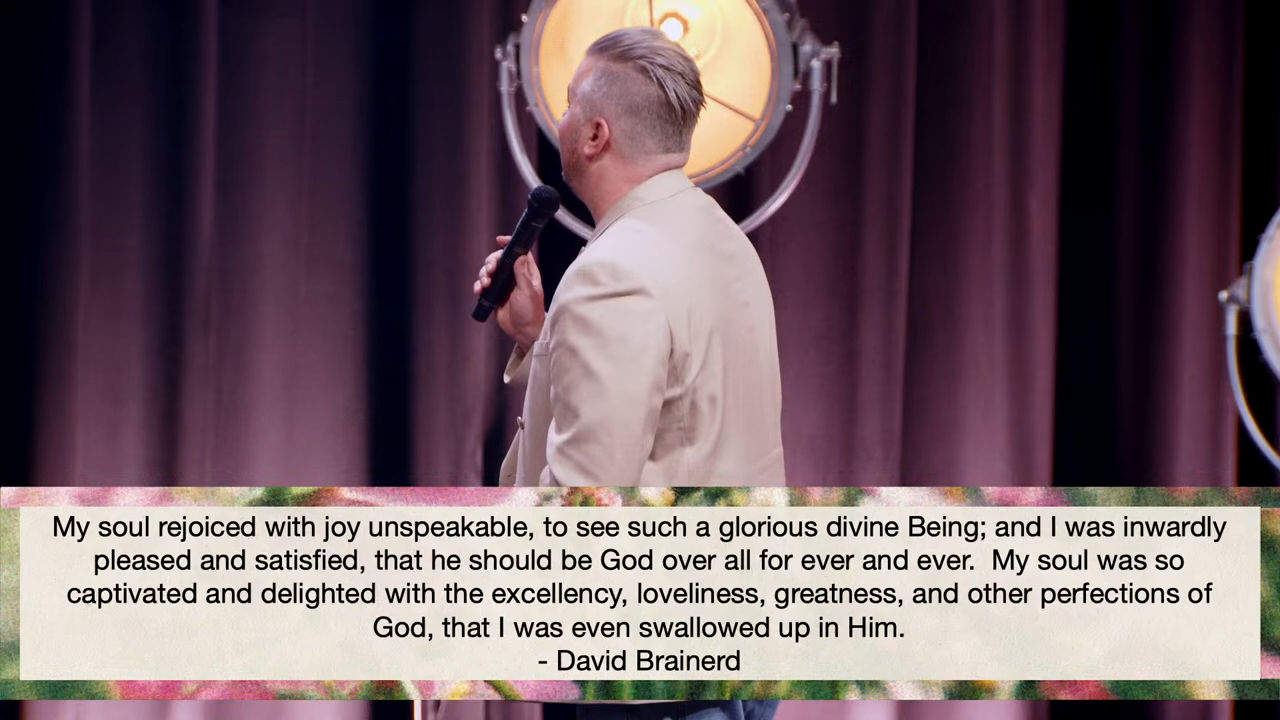 My soul rejoiced with joy unspeakable, to see such a glorious divine Being; and I was inwardly
pleased and satisfied, that he should be God over all for ever and ever.  My soul was so
captivated and delighted with the excellency, loveliness, greatness, and other perfections of
God, that I was even swallowed up in Him.
- David Brainerd